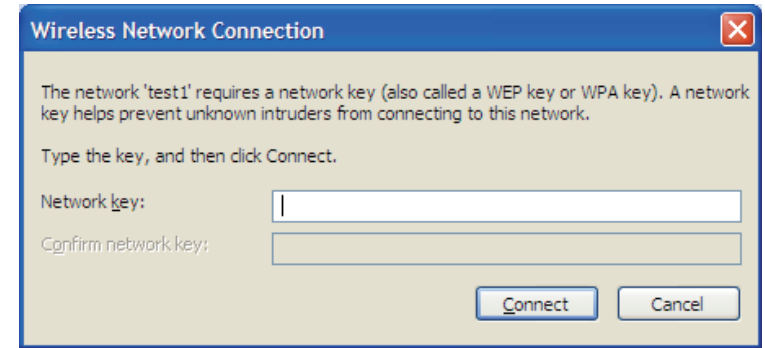 Wireless Network Connection
The network 'test1' requires a network key (also called a WEP key or WPA key). A network
key helps prevent unknown intruders from connecting to this network.
Type the key, and then click Connect.
Network key:
Confirm network key:
Connect Cancel